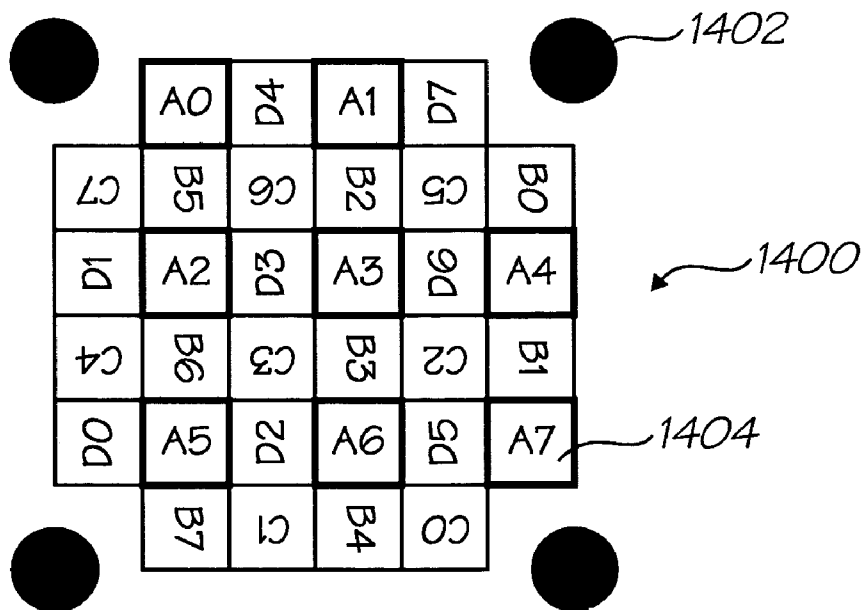 1402
A0 D4 A1 D7
C7 B5 C6 B2 C5 B0
D1 A2 D3 A3 D6 A4
1400
C4 B6 C3 B3 C2 B1
D0 A5 D2 A6 D5 A7
1404
B7 C1 B4 C0